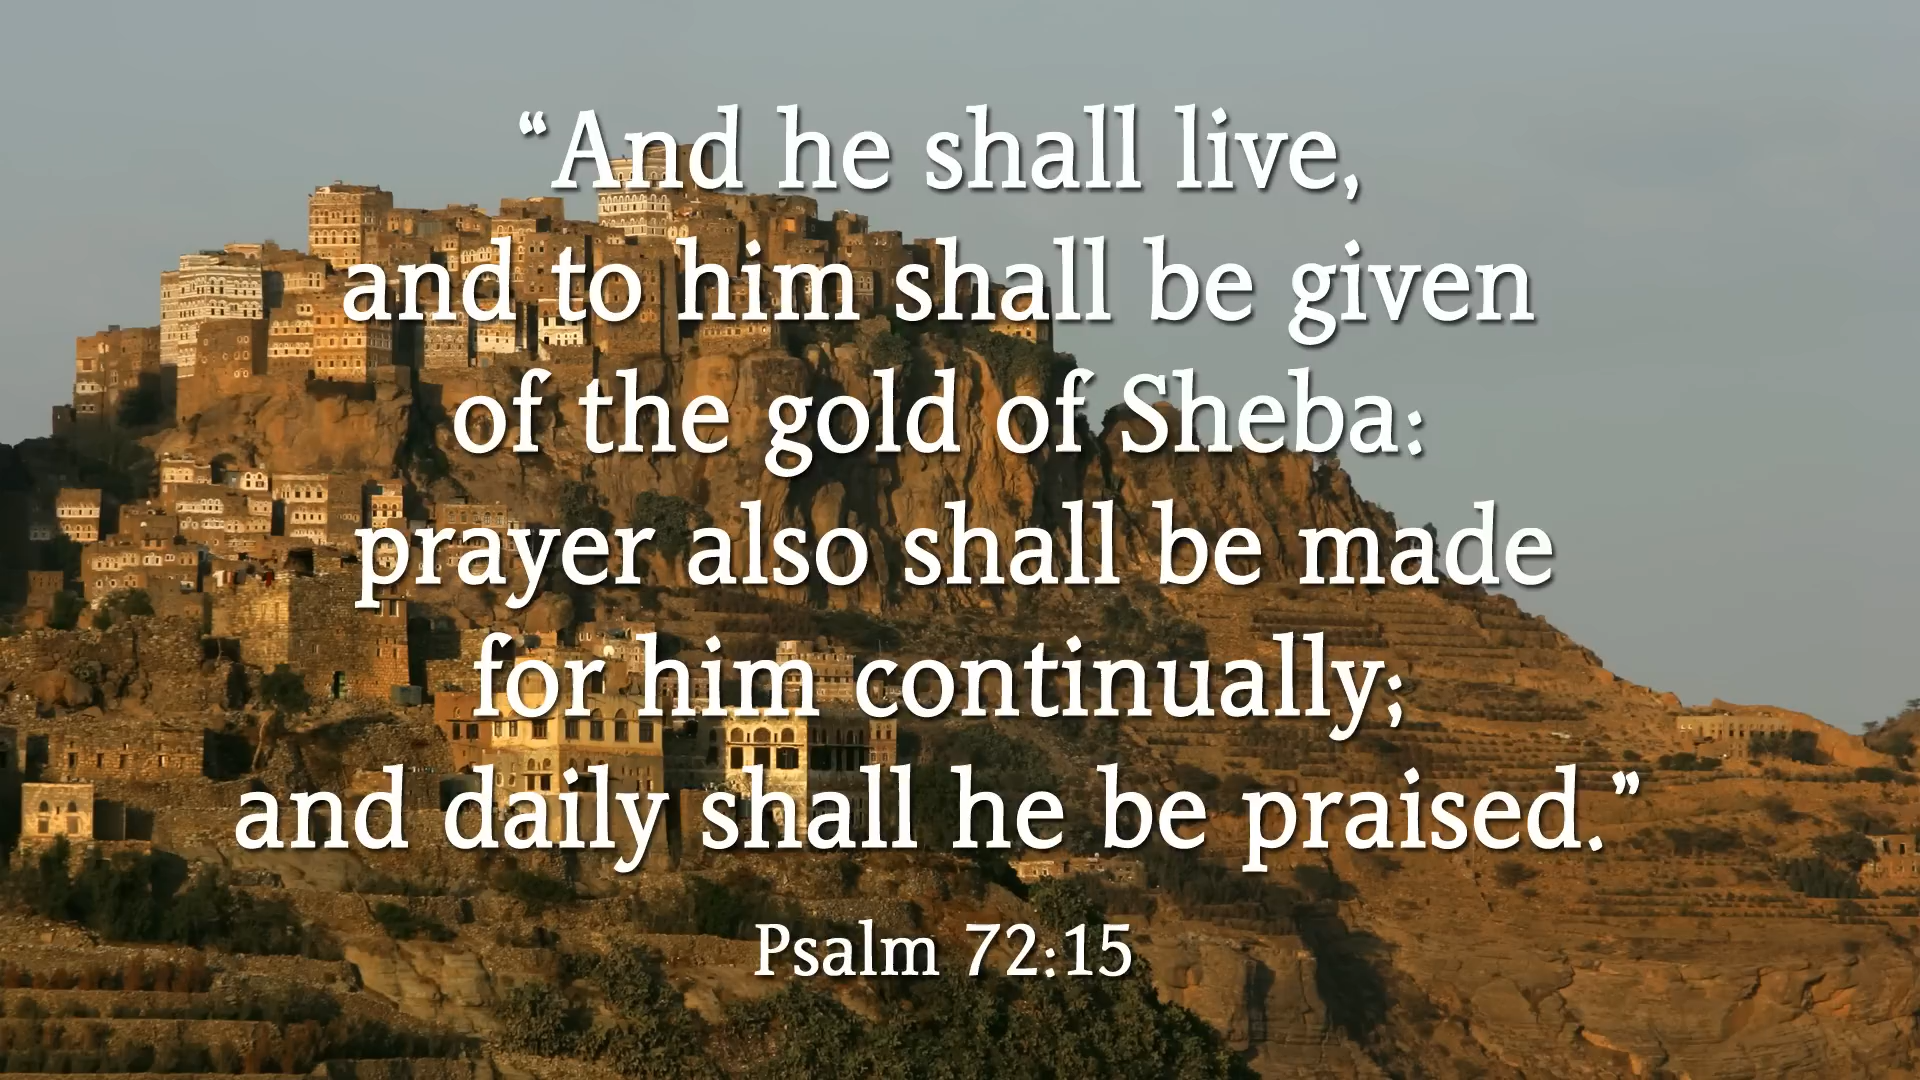 “And he shall live,
and to him shall be given
of the gold of Sheba:
prayer also shall be made
for him continually;
and daily shall he be praised.”
Psalm 72:15